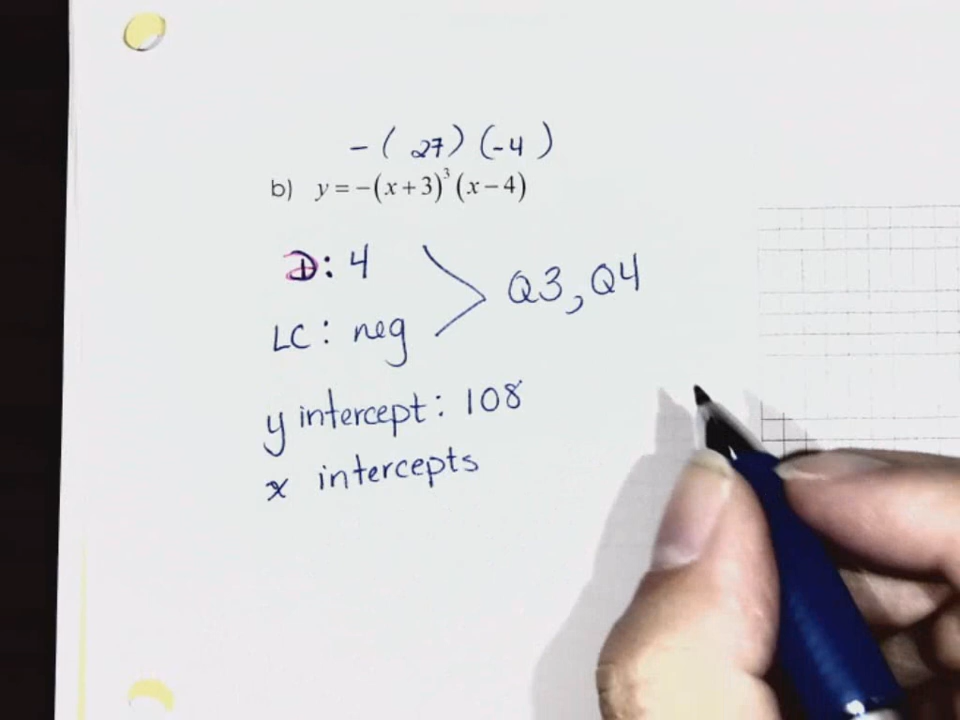 -( 27) (-4 )
b) y = -(x+3)³(x-4)
D: 4
LC: neg
Q3, Q4
y intercept: 108
x intercepts